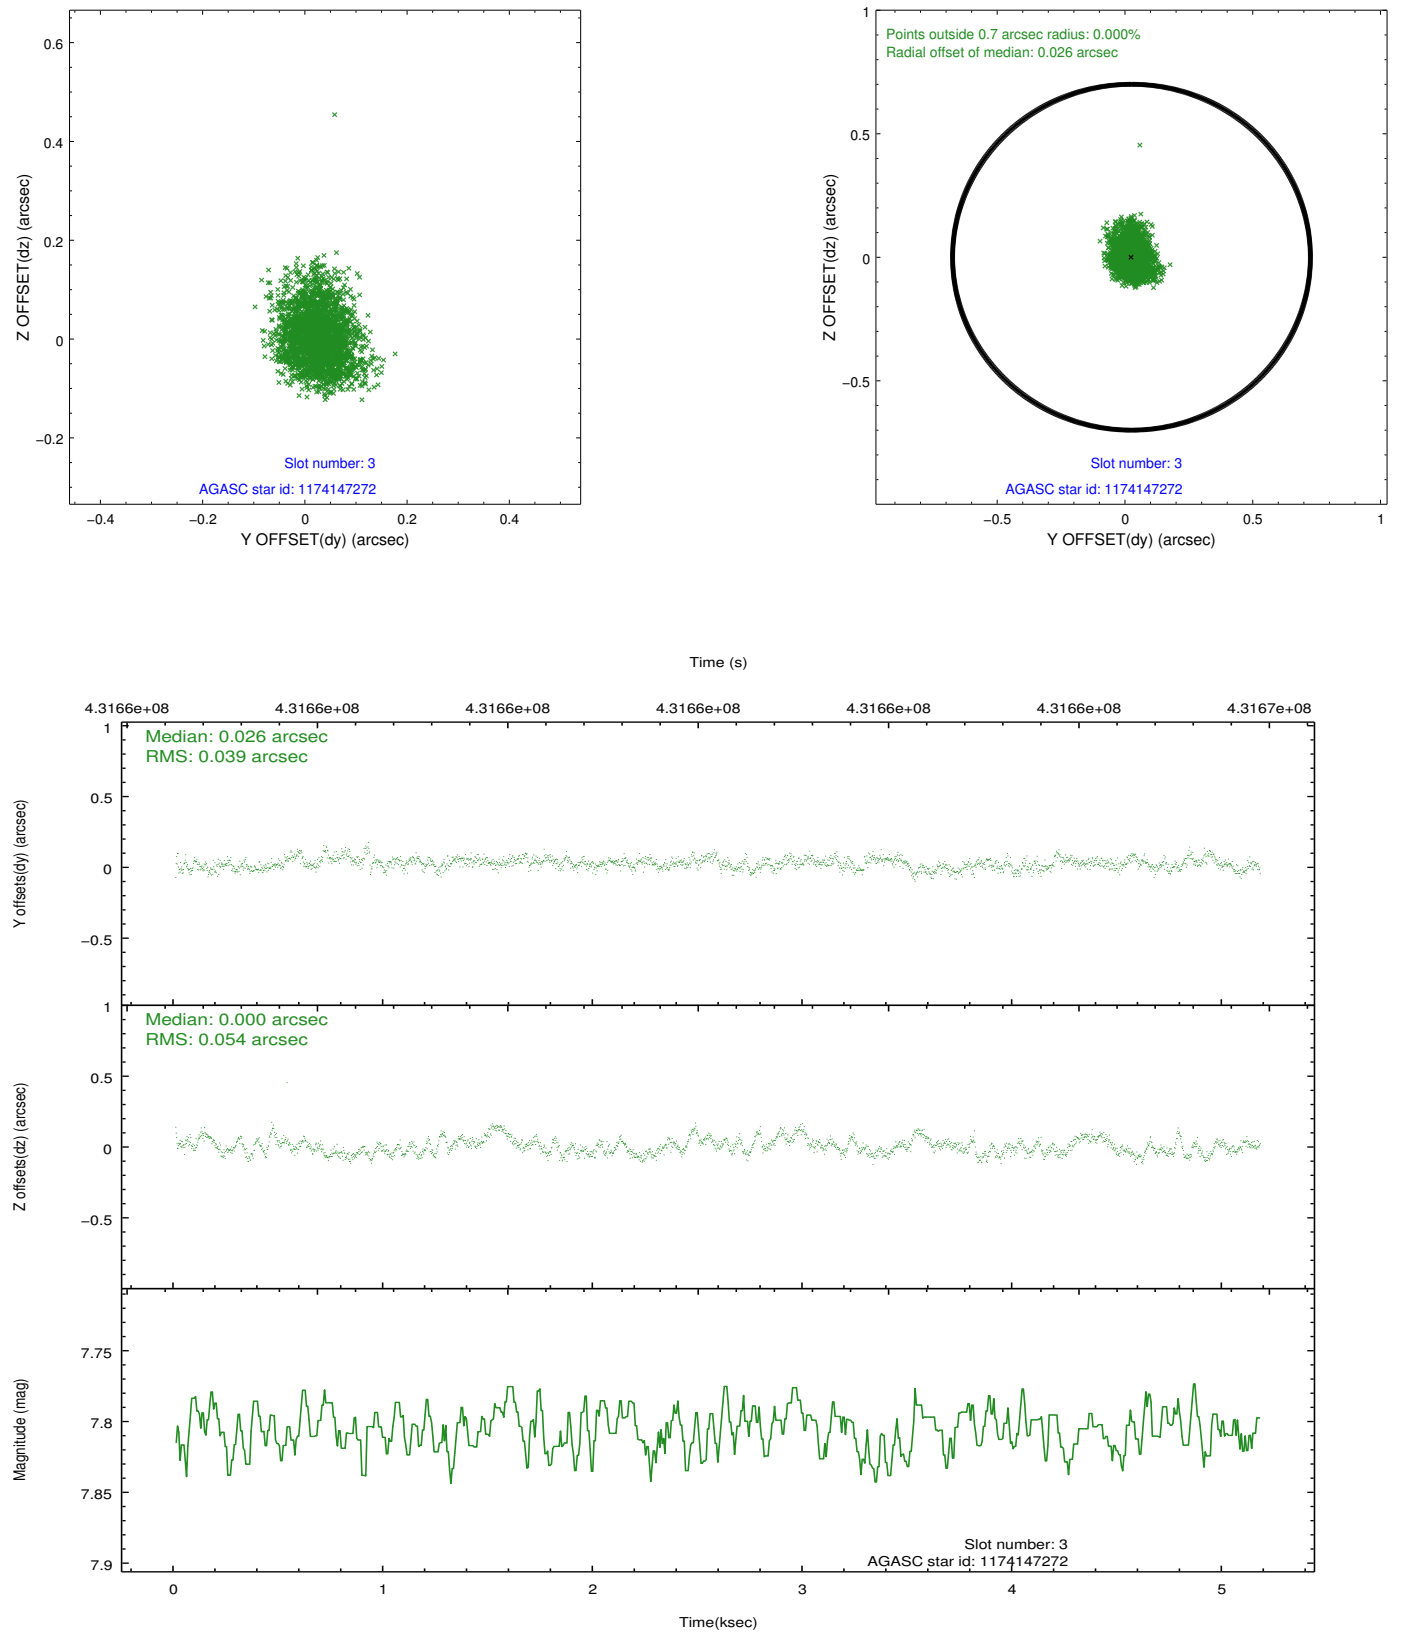 0.6
0.4
0.2
0
−0.2
Z OFFSET(dz) (arcsec)
Slot number: 3
AGASC star id: 1174147272
−0.4 −0.2 0 0.2 0.4
Y OFFSET(dy) (arcsec)
1
0.5
0
−0.5
Z OFFSET(dz) (arcsec)
Points outside 0.7 arcsec radius: 0.000%
Radial offset of median: 0.026 arcsec
Slot number: 3
AGASC star id: 1174147272
−0.5 0 0.5 1
Y OFFSET(dy) (arcsec)
Time (s)
4.3166e+08 4.3166e+08 4.3166e+08 4.3166e+08 4.3166e+08 4.3166e+08 4.3167e+08
1
0.5
0
−0.5
Y offsets(dy) (arcsec)
Median: 0.026 arcsec
RMS: 0.039 arcsec
1
0.5
0
−0.5
Z offsets(dz) (arcsec)
Median: 0.000 arcsec
RMS: 0.054 arcsec
7.75
7.8
7.85
7.9
Magnitude (mag)
Slot number: 3
AGASC star id: 1174147272
0 1 2 3 4 5
Time(ksec)